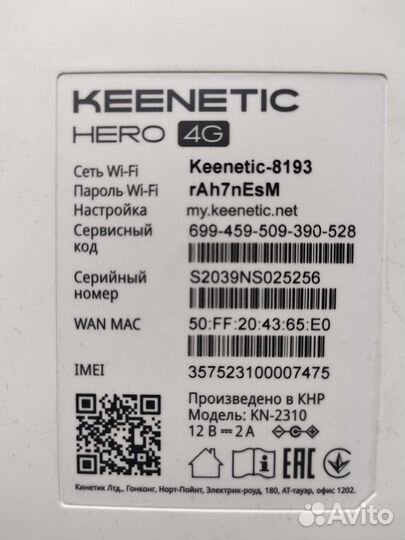 KEENETIC
HERO 4G
Сеть Wi-Fi Keenetic-8193
Пароль Wi-Fi rAh7nEsM
Настройка my.keenetic.net
Сервисный код 699-459-509-390-528
Серийный номер S2039NS025256
WAN MAC 50:FF:20:43:65:E0
IMEI 357523100007475
Произведено в КНР
Модель: KN-2310
12 В 2 А
EAC
Кинетик Лтд., Гонконг, Норт-Пойнт, Электрик-роуд, 180, АТ-тауэр, офис 1202.
Avito